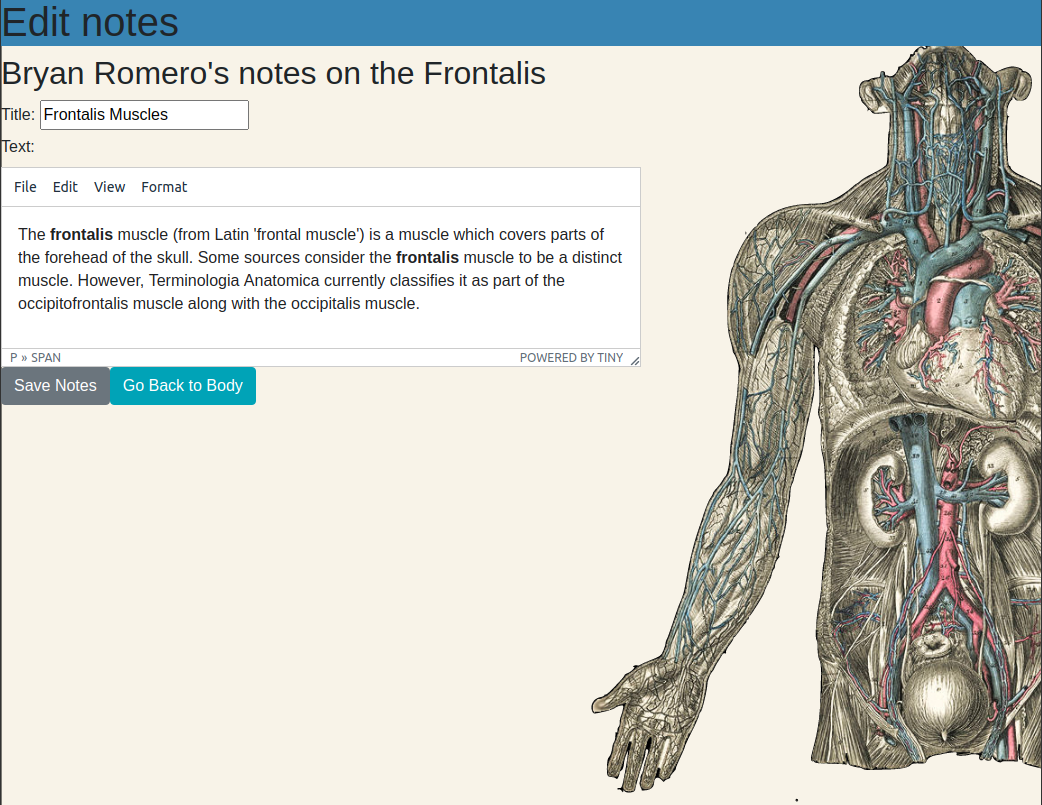 Edit notes
Bryan Romero's notes on the Frontalis
Title: Frontalis Muscles
Text:
File Edit View Format
The frontalis muscle (from Latin 'frontal muscle') is a muscle which covers parts of
the forehead of the skull. Some sources consider the frontalis muscle to be a distinct
muscle. However, Terminologia Anatomica currently classifies it as part of the
occipitofrontalis muscle along with the occipitalis muscle.
P » SPAN POWERED BY TINY
Save Notes Go Back to Body